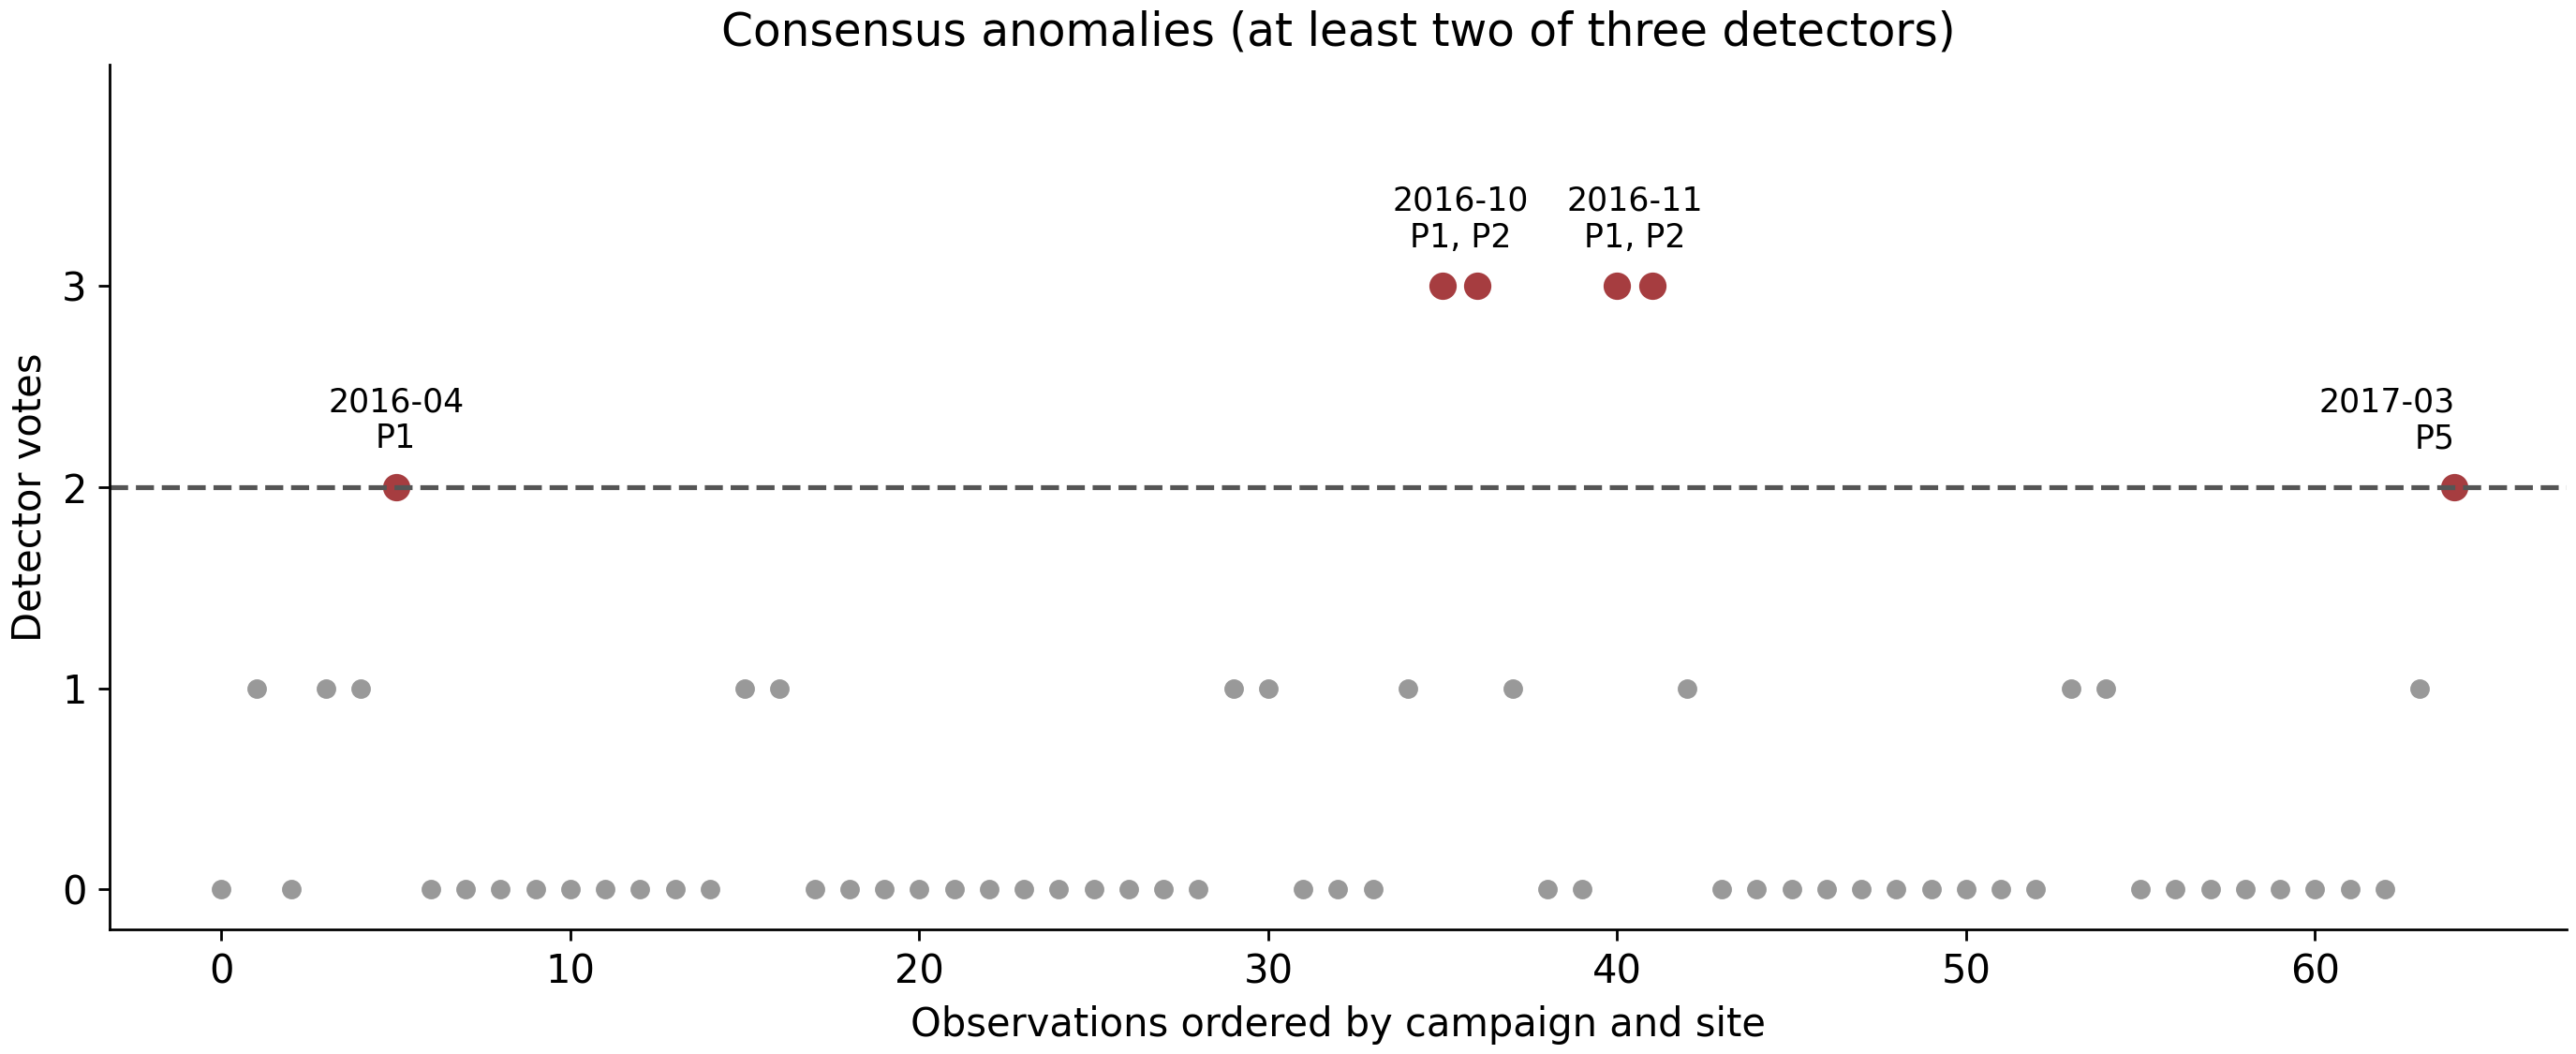 Consensus anomalies (at least two of three detectors)
Detector votes
3
2
1
0
2016-04
P1
2016-10
P1, P2
2016-11
P1, P2
2017-03
P5
0 10 20 30 40 50 60
Observations ordered by campaign and site